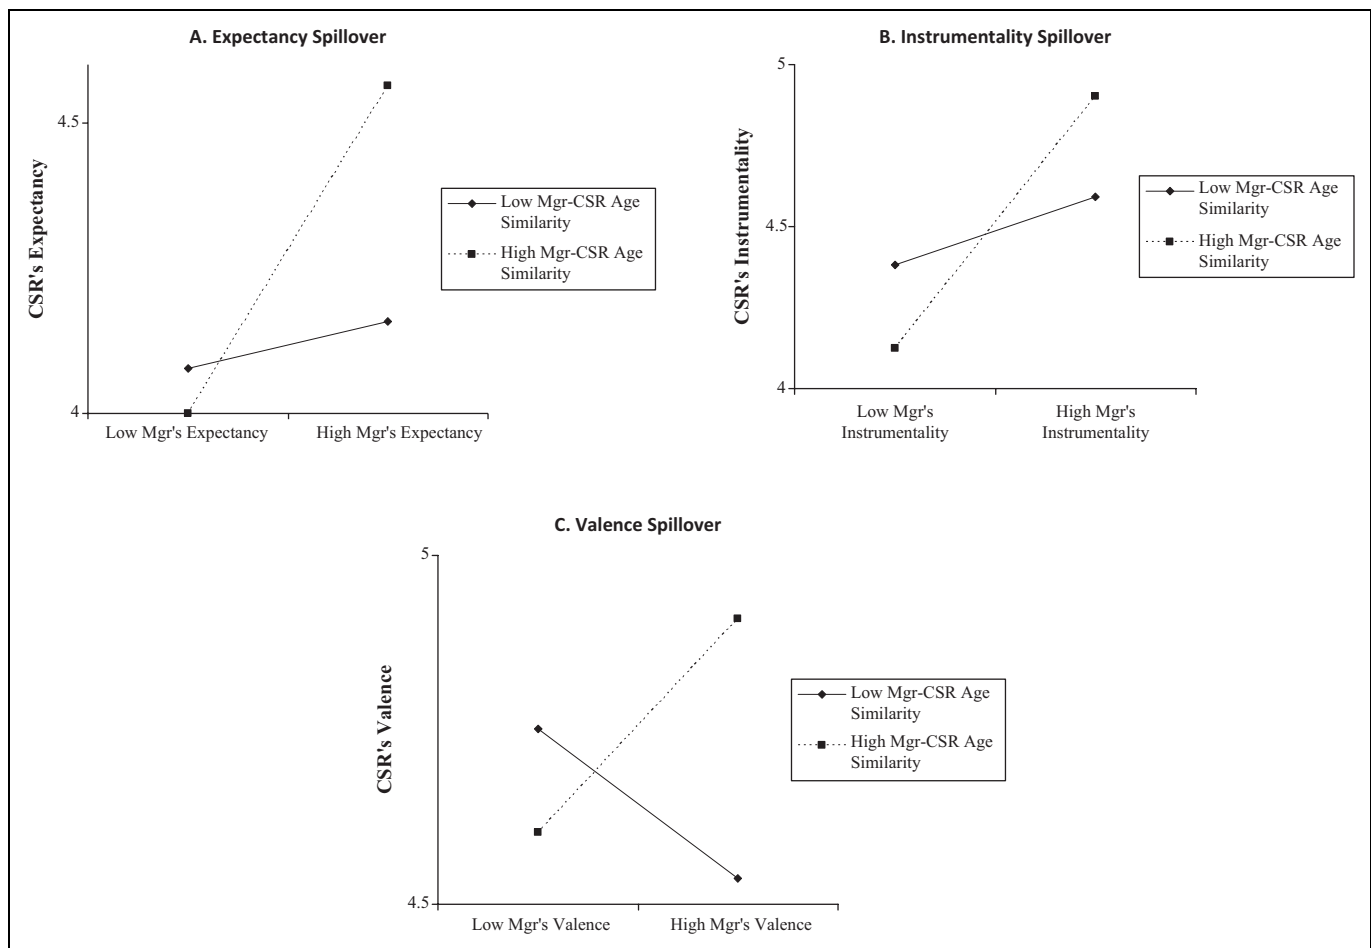 A. Expectancy Spillover
4.5
4
CSR's Expectancy
Low Mgr's Expectancy
High Mgr's Expectancy
Low Mgr-CSR Age
Similarity
High Mgr-CSR Age
Similarity
B. Instrumentality Spillover
5
4.5
4
CSR's Instrumentality
Low Mgr's
Instrumentality
High Mgr's
Instrumentality
Low Mgr-CSR Age
Similarity
High Mgr-CSR Age
Similarity
C. Valence Spillover
5
4.5
CSR's Valence
Low Mgr's Valence
High Mgr's Valence
Low Mgr-CSR Age
Similarity
High Mgr-CSR Age
Similarity